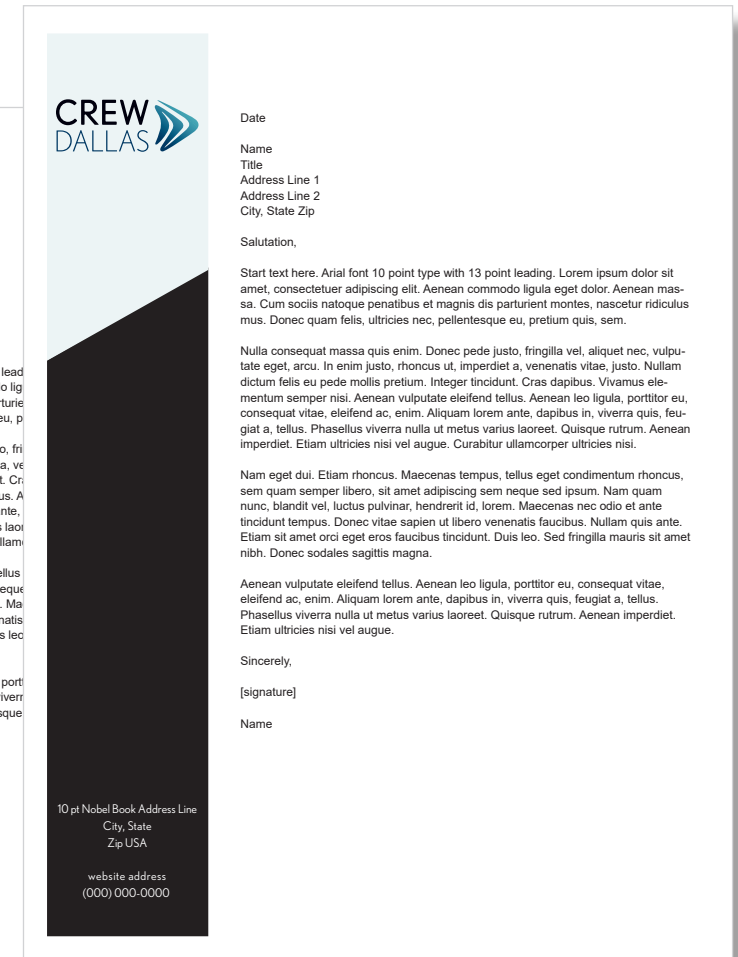 CREW
DALLAS
Date
Name
Title
Address Line 1
Address Line 2
City, State Zip
Salutation,
Start text here. Arial font 10 point type with 13 point leading. Lorem ipsum dolor sit
amet, consectetuer adipiscing elit. Aenean commodo ligula eget dolor. Aenean mas-
sa. Cum sociis natoque penatibus et magnis dis parturient montes, nascetur ridiculus
mus. Donec quam felis, ultricies nec, pellentesque eu, pretium quis, sem.
Nulla consequat massa quis enim. Donec pede justo, fringilla vel, aliquet nec, vulpu-
tate eget, arcu. In enim justo, rhoncus ut, imperdiet a, venenatis vitae, justo. Nullam
dictum felis eu pede mollis pretium. Integer tincidunt. Cras dapibus. Vivamus ele-
mentum semper nisi. Aenean vulputate eleifend tellus. Aenean leo ligula, porttitor eu,
consequat vitae, eleifend ac, enim. Aliquam lorem ante, dapibus in, viverra quis, feu-
giat a, tellus. Phasellus viverra nulla ut metus varius laoreet. Quisque rutrum. Aenean
imperdiet. Etiam ultricies nisi vel augue. Curabitur ullamcorper ultricies nisi.
Nam eget dui. Etiam rhoncus. Maecenas tempus, tellus eget condimentum rhoncus,
sem quam semper libero, sit amet adipiscing sem neque sed ipsum. Nam quam
nunc, blandit vel, luctus pulvinar, hendrerit id, lorem. Maecenas nec odio et ante
tincidunt tempus. Donec vitae sapien ut libero venenatis faucibus. Nullam quis ante.
Etiam sit amet orci eget eros faucibus tincidunt. Duis leo. Sed fringilla mauris sit amet
nibh. Donec sodales sagittis magna.
Aenean vulputate eleifend tellus. Aenean leo ligula, porttitor eu, consequat vitae,
eleifend ac, enim. Aliquam lorem ante, dapibus in, viverra quis, feugiat a, tellus.
Phasellus viverra nulla ut metus varius laoreet. Quisque rutrum. Aenean imperdiet.
Etiam ultricies nisi vel augue.
Sincerely,
[signature]
Name
10 pt Nobel Book Address Line
City, State
Zip USA
website address
(000) 000-0000